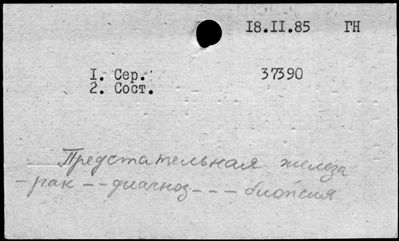 18.II.85 ГН
I. Сер. 37390
2. Сост.
Предстательная железа
- рак -- диагноз --- биопсия